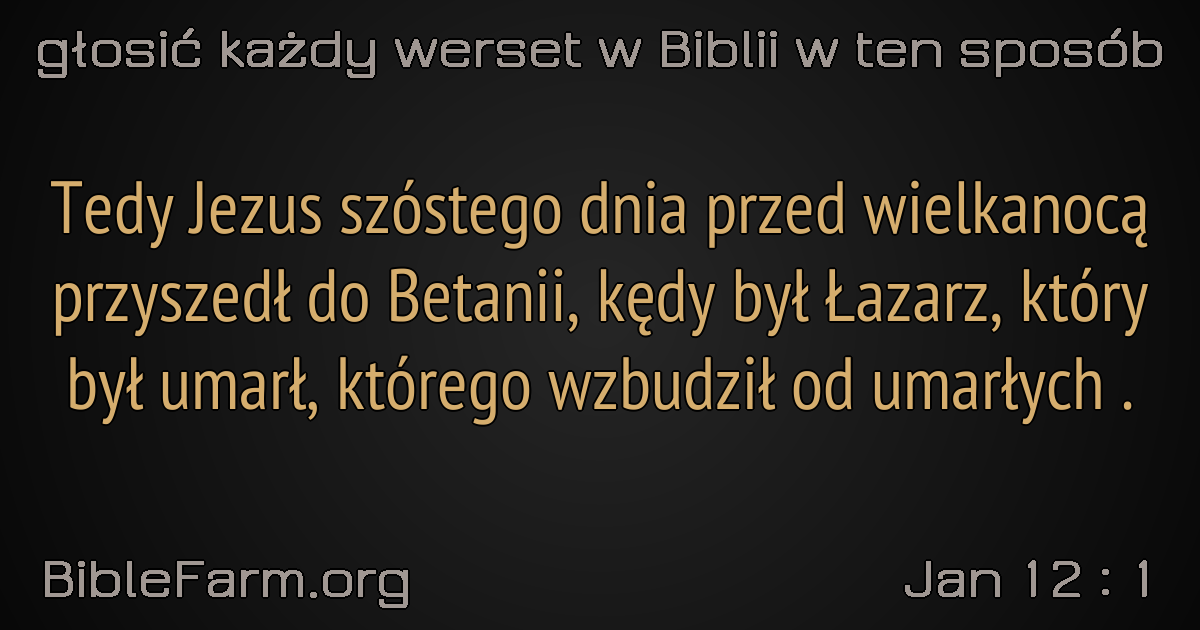 głosić każdy werset w Biblii w ten sposób
Tedy Jezus szóstego dnia przed wielkanocą
przyszedł do Betanii, kędy był Łazarz, który
był umarł, którego wzbudził od umarłych .
BibleFarm.org
Jan 12 : 1